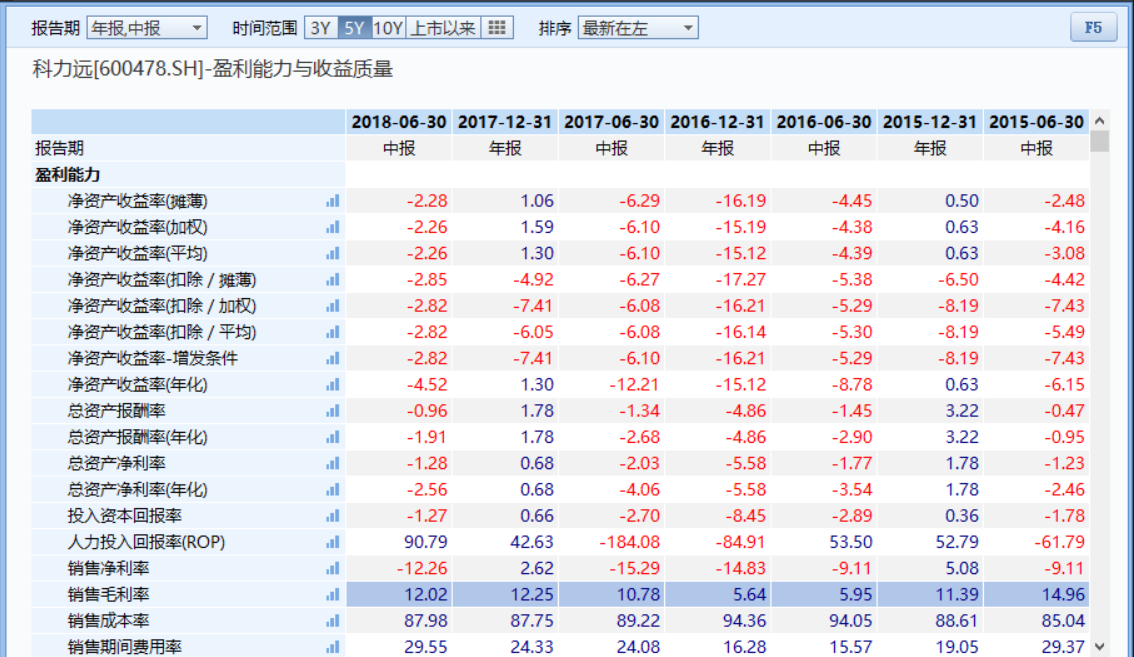 报告期 年报,中报 时间范围 3Y 5Y 10Y 上市以来 排序 最新在左 F5
科力远[600478.SH]-盈利能力与收益质量
2018-06-30 2017-12-31 2017-06-30 2016-12-31 2016-06-30 2015-12-31 2015-06-30
报告期 中报 年报 中报 年报 中报 年报 中报
盈利能力
净资产收益率(摊薄) -2.28 1.06 -6.29 -16.19 -4.45 0.50 -2.48
净资产收益率(加权) -2.26 1.59 -6.10 -15.19 -4.38 0.63 -4.16
净资产收益率(平均) -2.26 1.30 -6.10 -15.12 -4.39 0.63 -3.08
净资产收益率(扣除 / 摊薄) -2.85 -4.92 -6.27 -17.27 -5.38 -6.50 -4.42
净资产收益率(扣除 / 加权) -2.82 -7.41 -6.08 -16.21 -5.29 -8.19 -7.43
净资产收益率(扣除 / 平均) -2.82 -6.05 -6.08 -16.14 -5.30 -8.19 -5.49
净资产收益率-增发条件 -2.82 -7.41 -6.10 -16.21 -5.29 -8.19 -7.43
净资产收益率(年化) -4.52 1.30 -12.21 -15.12 -8.78 0.63 -6.15
总资产报酬率 -0.96 1.78 -1.34 -4.86 -1.45 3.22 -0.47
总资产报酬率(年化) -1.91 1.78 -2.68 -4.86 -2.90 3.22 -0.95
总资产净利率 -1.28 0.68 -2.03 -5.58 -1.77 1.78 -1.23
总资产净利率(年化) -2.56 0.68 -4.06 -5.58 -3.54 1.78 -2.46
投入资本回报率 -1.27 0.66 -2.70 -8.45 -2.89 0.36 -1.78
人力投入回报率(ROP) 90.79 42.63 -184.08 -84.91 53.50 52.79 -61.79
销售净利率 -12.26 2.62 -15.29 -14.83 -9.11 5.08 -9.11
销售毛利率 12.02 12.25 10.78 5.64 5.95 11.39 14.96
销售成本率 87.98 87.75 89.22 94.36 94.05 88.61 85.04
销售期间费用率 29.55 24.33 24.08 16.28 15.57 19.05 29.37